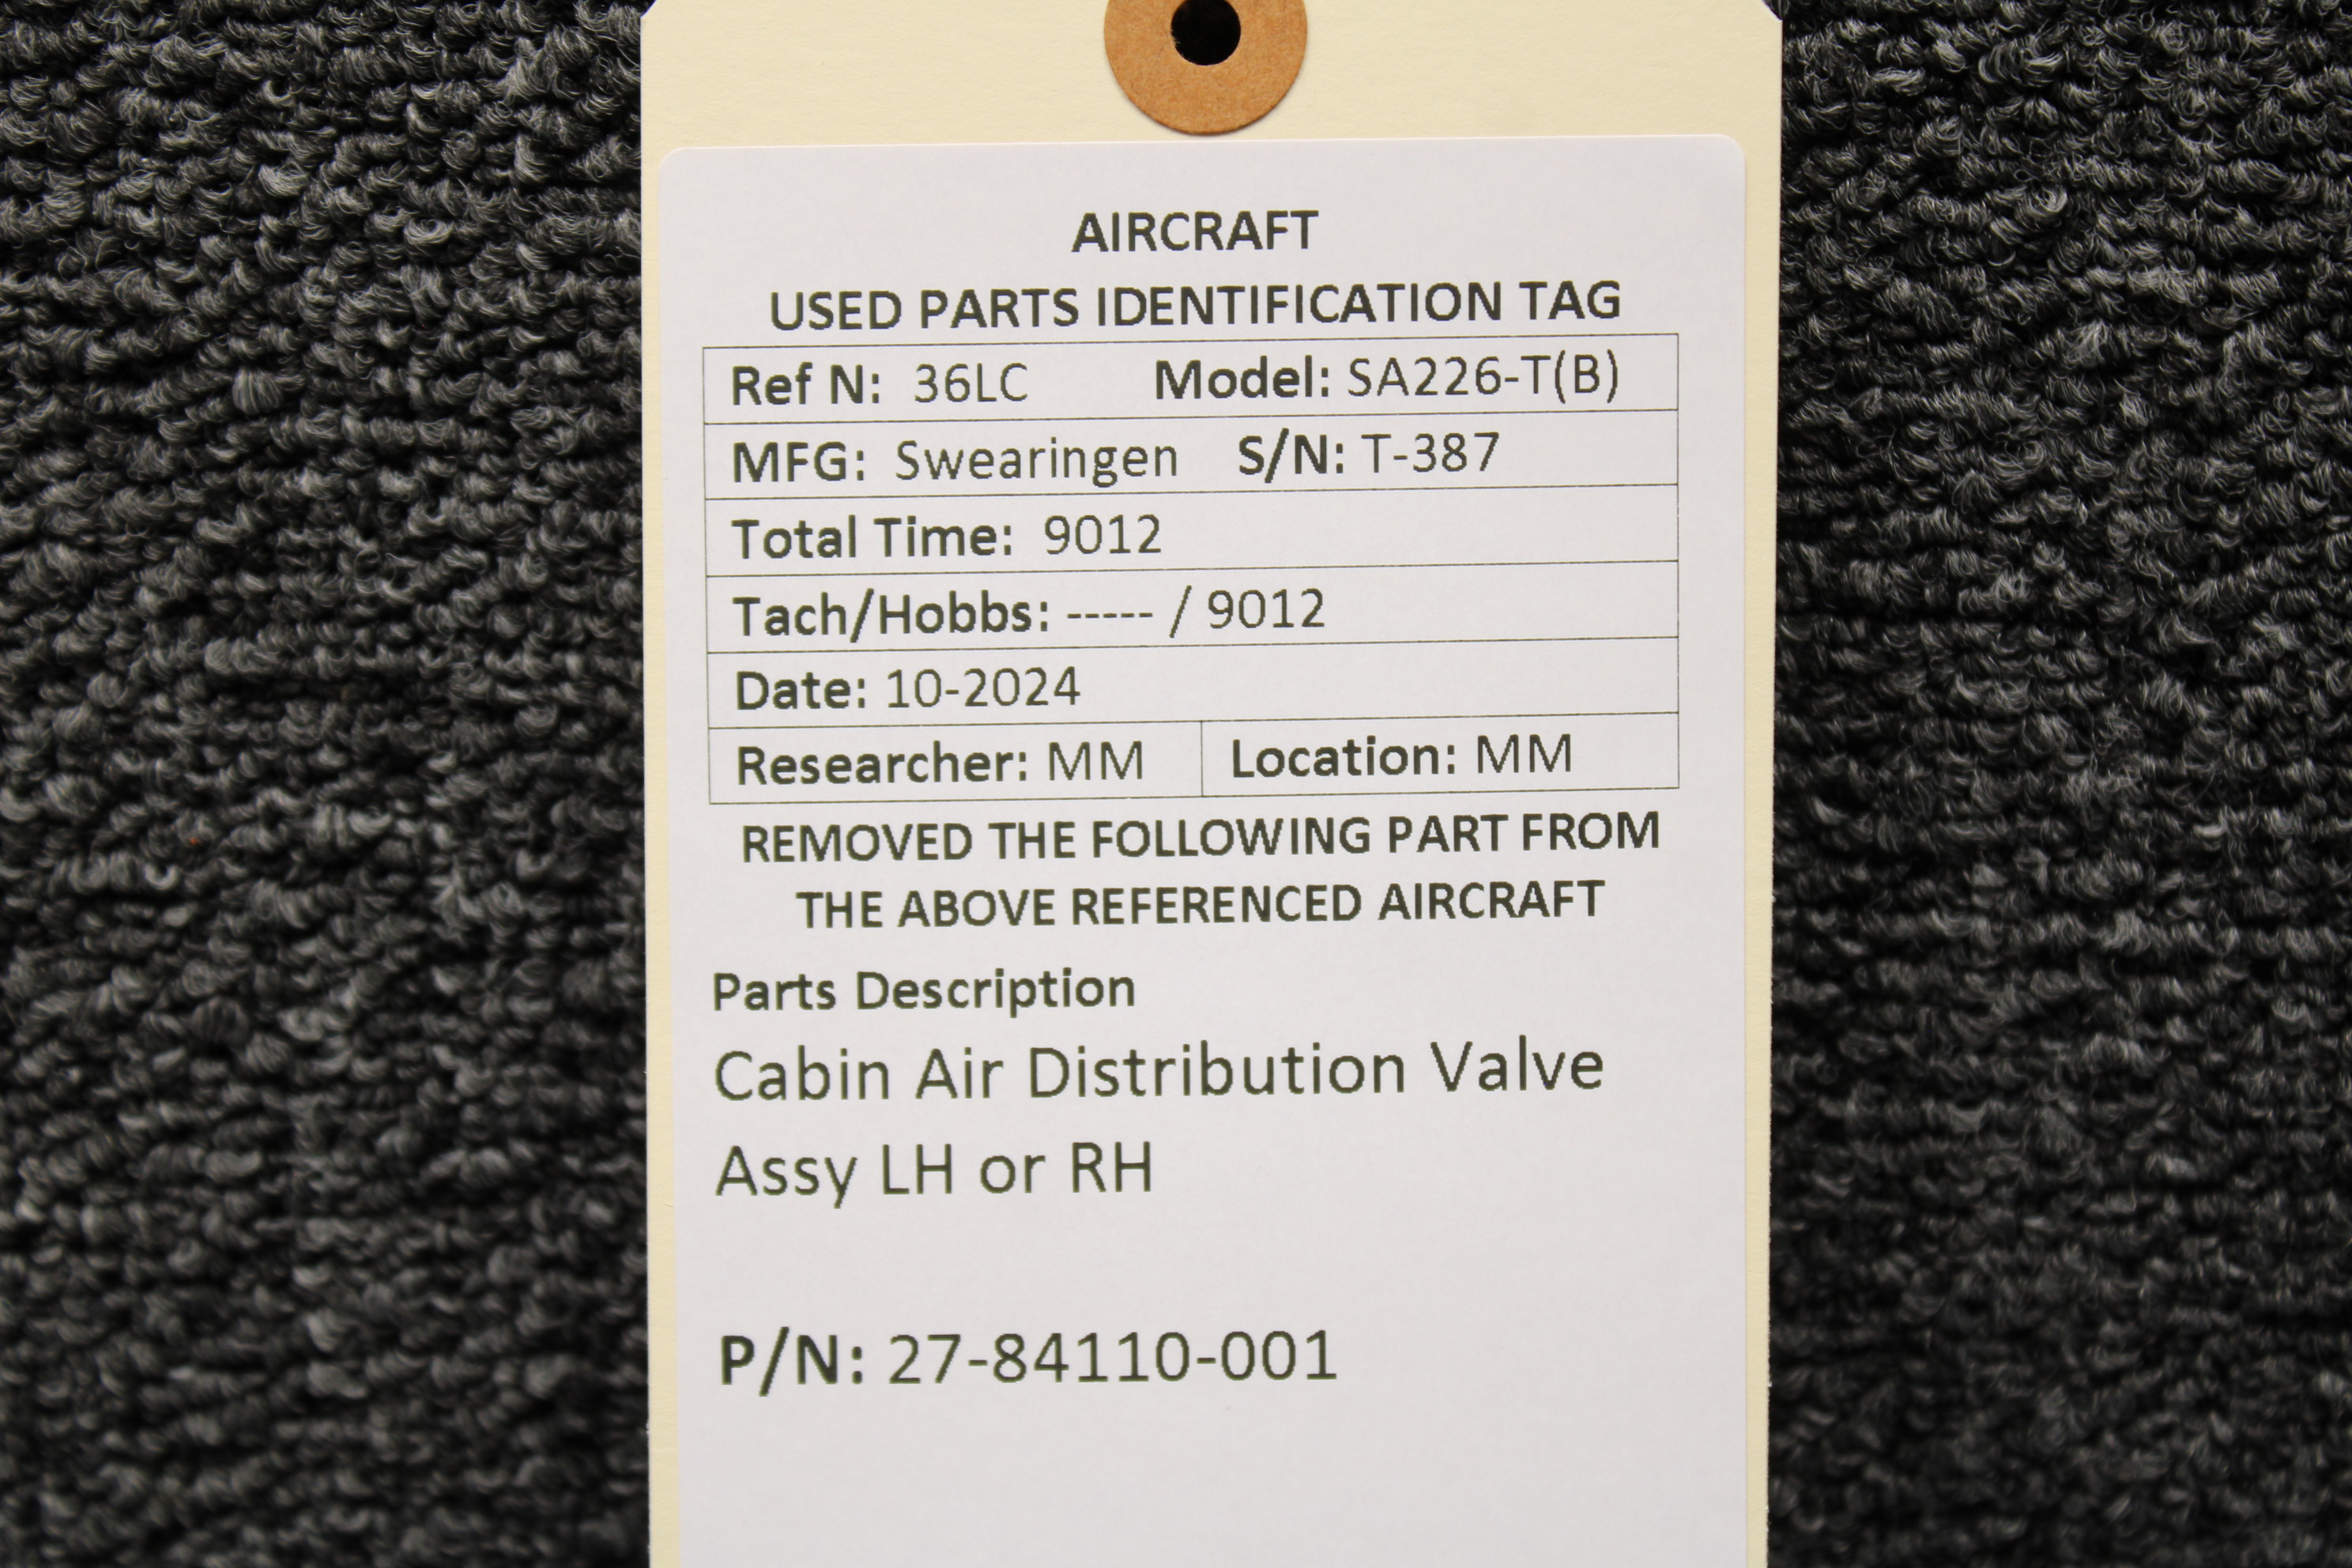 AIRCRAFT
USED PARTS IDENTIFICATION TAG
Ref N: 36LC Model: SA226-T(B)
MFG: Swearingen S/N: T-387
Total Time: 9012
Tach/Hobbs: ----- / 9012
Date: 10-2024
Researcher: MM Location: MM
REMOVED THE FOLLOWING PART FROM
THE ABOVE REFERENCED AIRCRAFT
Parts Description
Cabin Air Distribution Valve
Assy LH or RH
P/N: 27-84110-001